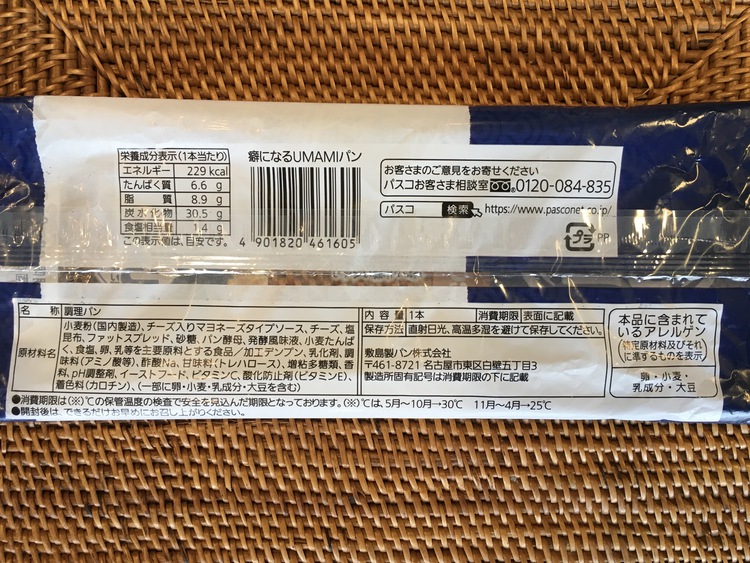 栄養成分表示(1本当たり)
エネルギー 229 kcal
たんぱく質 6.6 g
脂質 8.9 g
炭水化物 30.5 g
食塩相当量 1.4 g
この表示値は、目安です。
癖になるUMAMIパン
4 901820 461605
お客さまのご意見をお寄せください
パスコお客さま相談室 0120-084-835
パスコ 検索 https://www.pasconet.co.jp/
プラ PP
名称 調理パン
原材料名 小麦粉(国内製造)、チーズ入りマヨネーズタイプソース、チーズ、塩
昆布、ファットスプレッド、砂糖、パン酵母、発酵風味液、小麦たんぱ
く、食塩、卵、乳等を主要原料とする食品/加工デンプン、乳化剤、調
味料(アミノ酸等)、酢酸Na、甘味料(トレハロース)、増粘多糖類、香
料、pH調整剤、イーストフード、ビタミンC、酸化防止剤(ビタミンE)、
着色料(カロチン)、(一部に卵・小麦・乳成分・大豆を含む)
内容量 1本 消費期限 表面に記載
保存方法 直射日光、高温多湿を避けて保存してください。
敷島製パン株式会社
〒461-8721 名古屋市東区白壁五丁目3
製造所固有記号は消費期限の下に記載
本品に含まれて
いるアレルゲン
特定原材料及びそれ
に準ずるものを表示
卵・小麦・
乳成分・大豆
●消費期限は(※)℃の保管温度の検査で安全を見込んだ期限となっております。(※)℃は、5月～10月→30℃ 11月～4月→25℃
●開封後は、できるだけお早めにお召し上がりください。